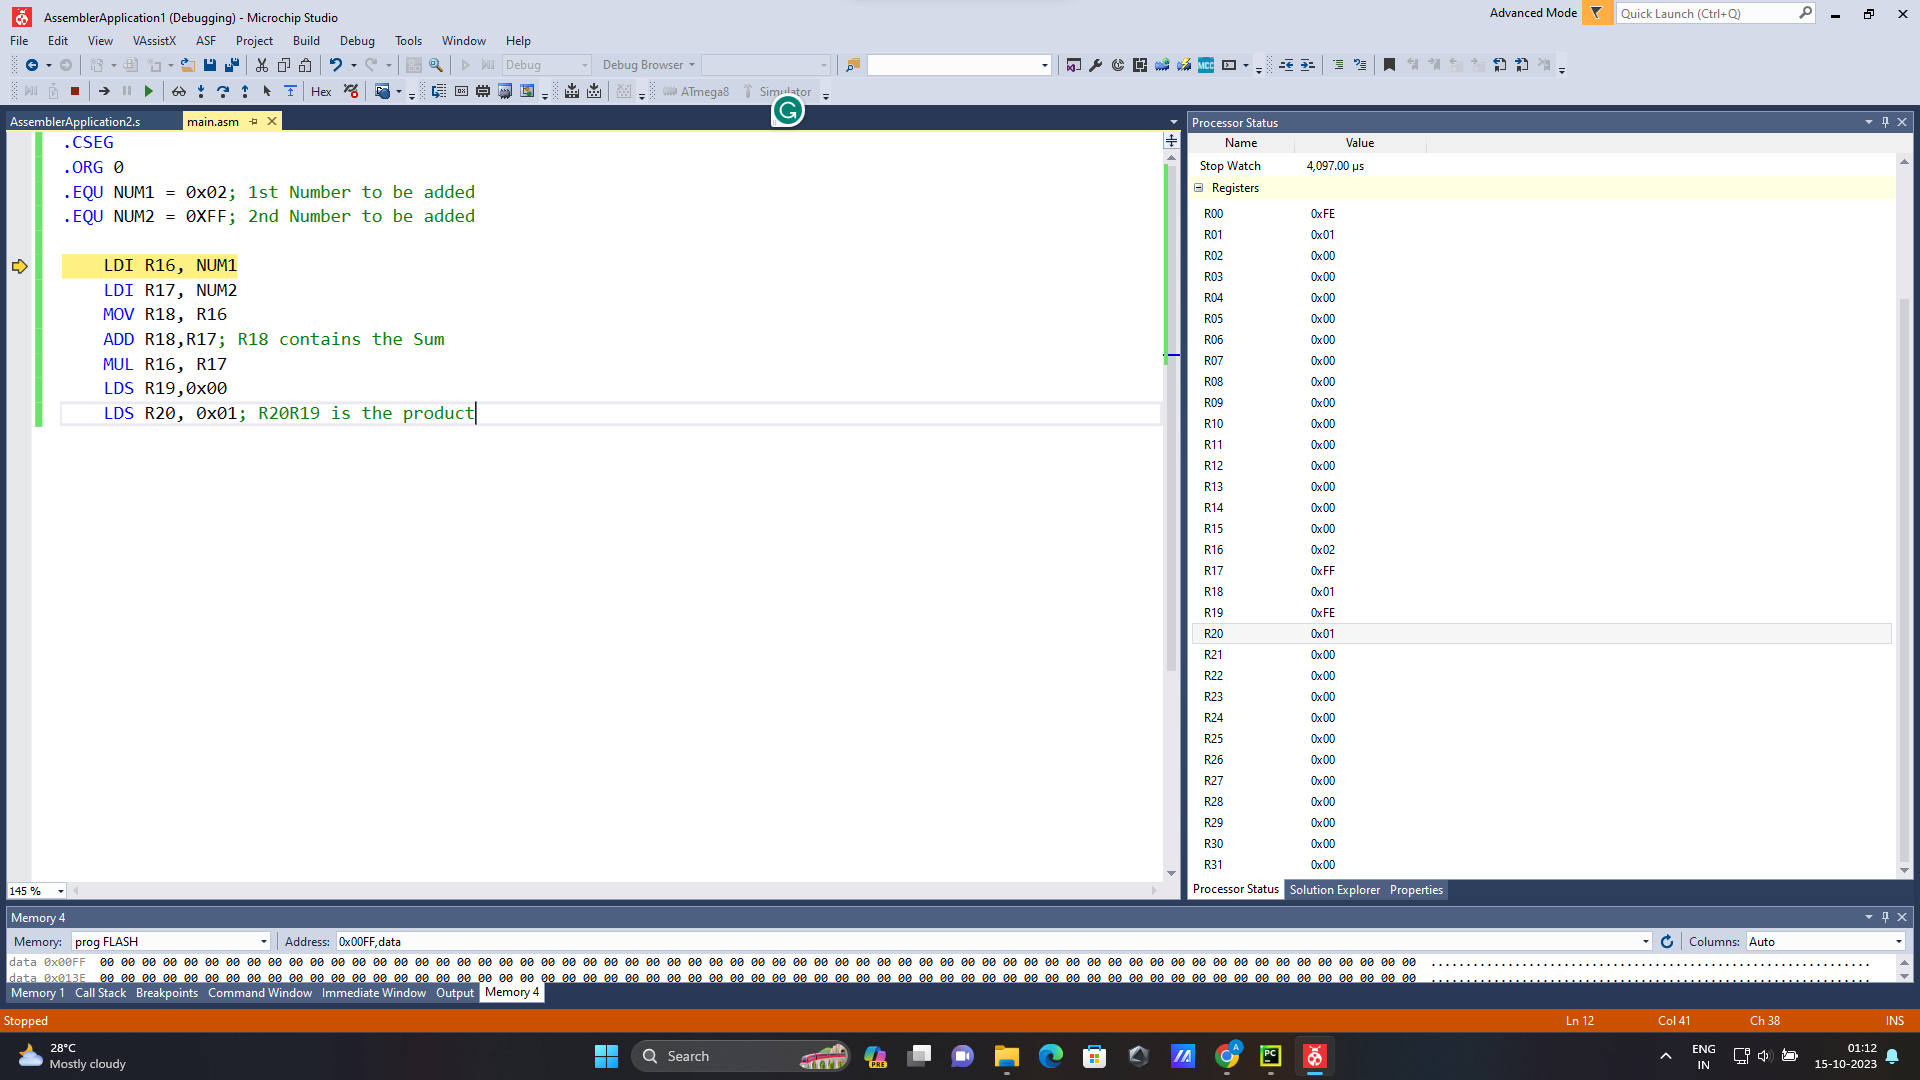 AssemblerApplication1 (Debugging) - Microchip Studio
Advanced Mode
Quick Launch (Ctrl+Q)
File Edit View VAssistX ASF Project Build Debug Tools Window Help
Debug Debug Browser
Hex ATmega8 Simulator
AssemblerApplication2.s main.asm
.CSEG
.ORG 0
.EQU NUM1 = 0x02; 1st Number to be added
.EQU NUM2 = 0XFF; 2nd Number to be added
LDI R16, NUM1
LDI R17, NUM2
MOV R18, R16
ADD R18,R17; R18 contains the Sum
MUL R16, R17
LDS R19,0x00
LDS R20, 0x01; R20R19 is the product
145 %
Processor Status
Name Value
Stop Watch 4,097.00 µs
Registers
R00 0xFE
R01 0x01
R02 0x00
R03 0x00
R04 0x00
R05 0x00
R06 0x00
R07 0x00
R08 0x00
R09 0x00
R10 0x00
R11 0x00
R12 0x00
R13 0x00
R14 0x00
R15 0x00
R16 0x02
R17 0xFF
R18 0x01
R19 0xFE
R20 0x01
R21 0x00
R22 0x00
R23 0x00
R24 0x00
R25 0x00
R26 0x00
R27 0x00
R28 0x00
R29 0x00
R30 0x00
R31 0x00
Processor Status Solution Explorer Properties
Memory 4
Memory: prog FLASH Address: 0x00FF,data Columns: Auto
data 0x00FF 00 00 00 00 00 00 00 00 00 00 00 00 00 00 00 00 00 00 00 00 00 00 00 00 00 00 00 00 00 00 00 00 00 00 00 00 00 00 00 00 00 00 00 00 00 00 00 00 00 00 00 00 00 00 00 00 00 00 00 00 00 00 00 ...............................................................
data 0x013E 00 00 00 00 00 00 00 00 00 00 00 00 00 00 00 00 00 00 00 00 00 00 00 00 00 00 00 00 00 00 00 00 00 00 00 00 00 00 00 00 00 00 00 00 00 00 00 00 00 00 00 00 00 00 00 00 00 00 00 00 00 00 00 ...............................................................
Memory 1 Call Stack Breakpoints Command Window Immediate Window Output Memory 4
Stopped Ln 12 Col 41 Ch 38 INS
28°C
Mostly cloudy
Search
PRE
ENG
IN
01:12
15-10-2023